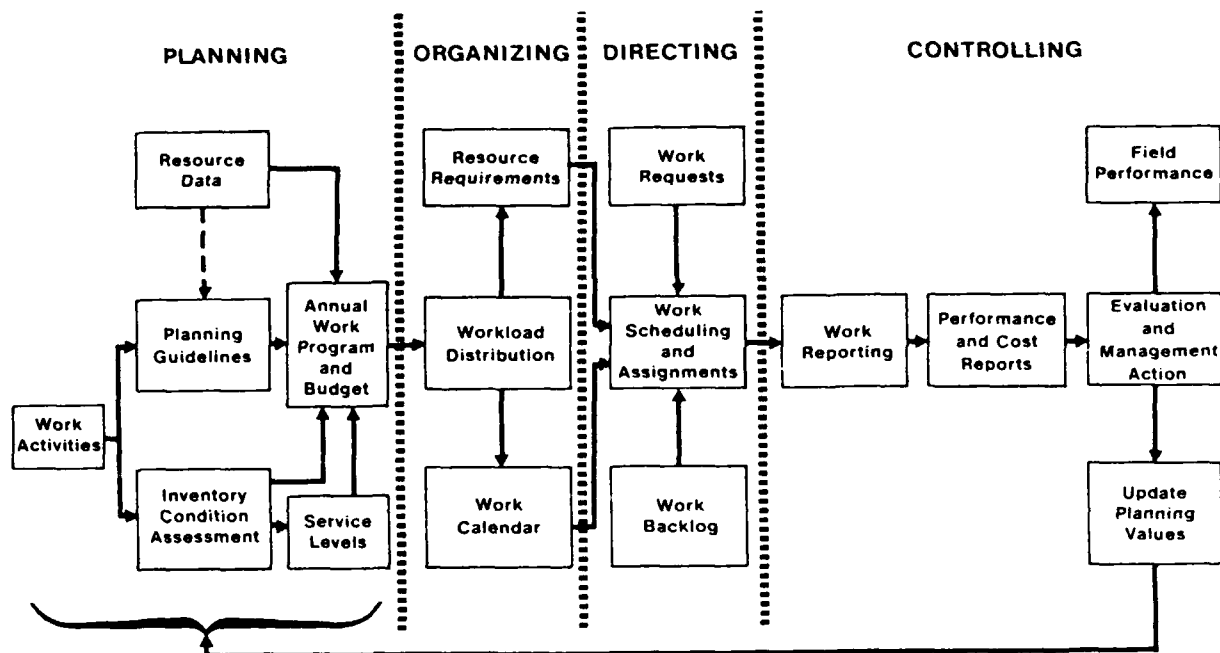 PLANNING
ORGANIZING
DIRECTING
CONTROLLING
Resource
Data
Resource
Requirements
Work
Requests
Field
Performance
Planning
Guidelines
Annual
Work
Program
and
Budget
Workload
Distribution
Work
Scheduling
and
Assignments
Work
Reporting
Performance
and Cost
Reports
Evaluation
and
Management
Action
Work
Activities
Inventory
Condition
Assessment
Service
Levels
Work
Calendar
Work
Backlog
Update
Planning
Values